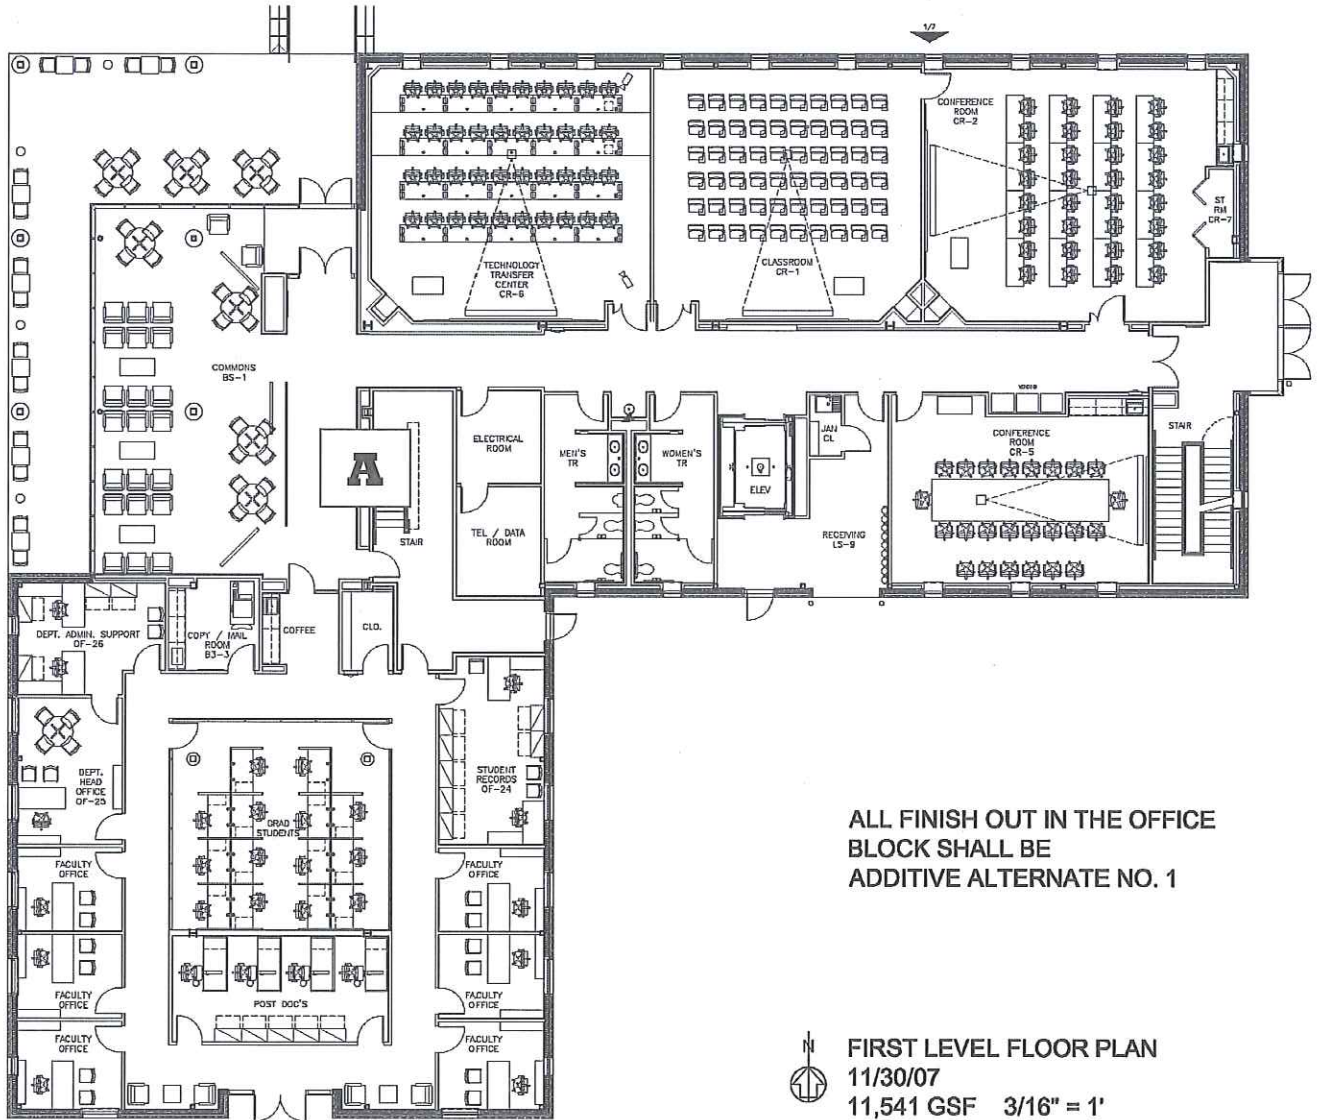 1/7
CONFERENCE
ROOM
CR-2
ST
RM
CR-7
TECHNOLOGY
TRANSFER
CENTER
CR-6
CLASSROOM
CR-1
COMMONS
BS-1
VENDING
ELECTRICAL
ROOM
MEN'S
TR
WOMEN'S
TR
JAN
CL
CONFERENCE
ROOM
CR-5
STAIR
A
ELEV
TEL / DATA
ROOM
STAIR
RECEIVING
LS-9
DEPT. ADMIN. SUPPORT
OF-26
COPY / MAIL
ROOM
B3-3
COFFEE
CLO.
DEPT.
HEAD
OFFICE
OF-25
GRAD
STUDENTS
STUDENT
RECORDS
OF-24
FACULTY
OFFICE
FACULTY
OFFICE
FACULTY
OFFICE
FACULTY
OFFICE
POST DOC'S
FACULTY
OFFICE
FACULTY
OFFICE
ALL FINISH OUT IN THE OFFICE
BLOCK SHALL BE
ADDITIVE ALTERNATE NO. 1
N
FIRST LEVEL FLOOR PLAN
11/30/07
11,541 GSF 3/16" = 1'